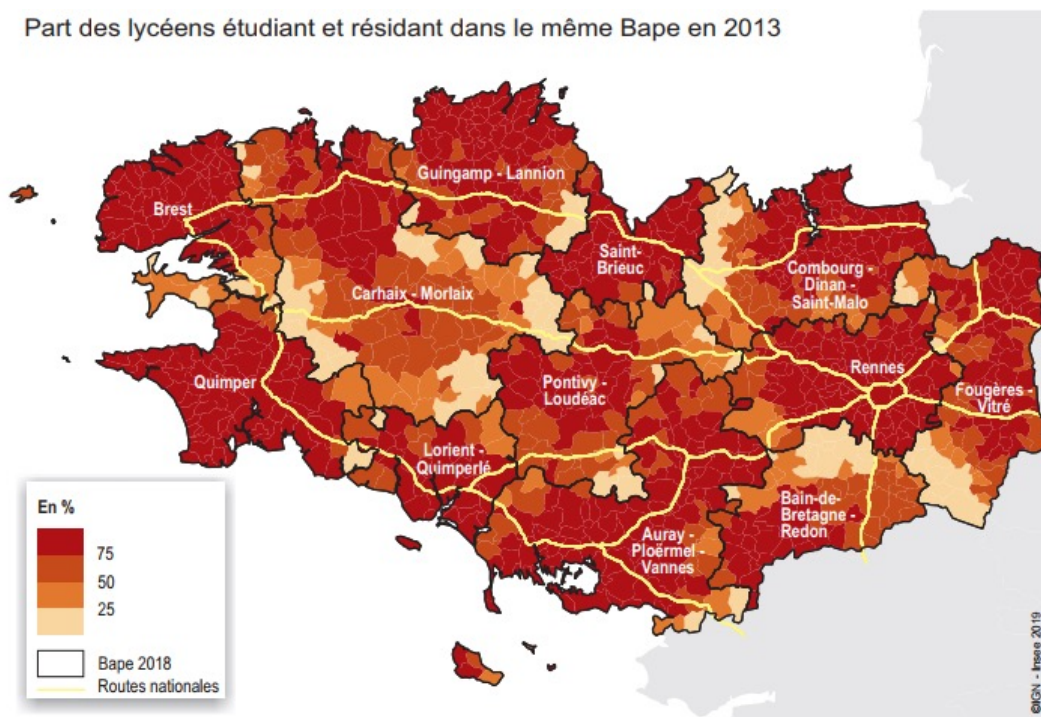 Part des lycéens étudiant et résidant dans le même Bape en 2013
Guingamp - Lannion
Brest
Saint-
Brieuc
Combourg -
Dinan -
Saint-Malo
Carhaix - Morlaix
Rennes
Quimper
Pontivy -
Loudéac
Fougères -
Vitré
Lorient -
Quimperlé
Bain-de-
Bretagne -
Redon
Auray -
Ploërmel -
Vannes
En %
75
50
25
Bape 2018
Routes nationales
©IGN - Insee 2019